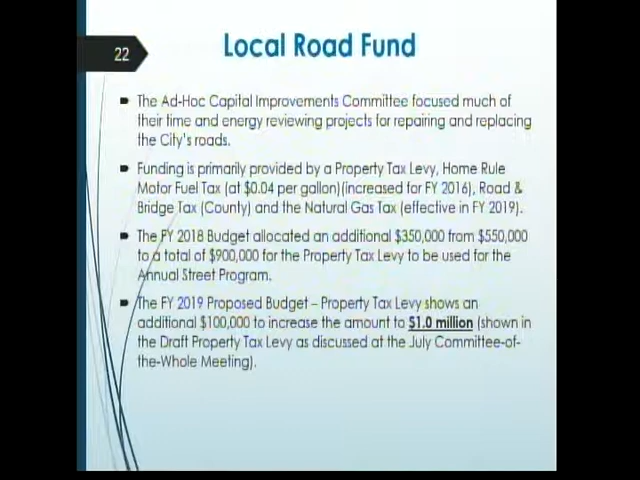 22
Local Road Fund
The Ad-Hoc Capital Improvements Committee focused much of
their time and energy reviewing projects for repairing and replacing
the City's roads.
Funding is primarily provided by a Property Tax Levy, Home Rule
Motor Fuel Tax (at $0.04 per gallon)(increased for FY 2016), Road &
Bridge Tax (County) and the Natural Gas Tax (effective in FY 2019).
The FY 2018 Budget allocated an additional $350,000 from $550,000
to a total of $900,000 for the Property Tax Levy to be used for the
Annual Street Program.
The FY 2019 Proposed Budget – Property Tax Levy shows an
additional $100,000 to increase the amount to $1.0 million (shown in
the Draft Property Tax Levy as discussed at the July Committee-of-
the-Whole Meeting).